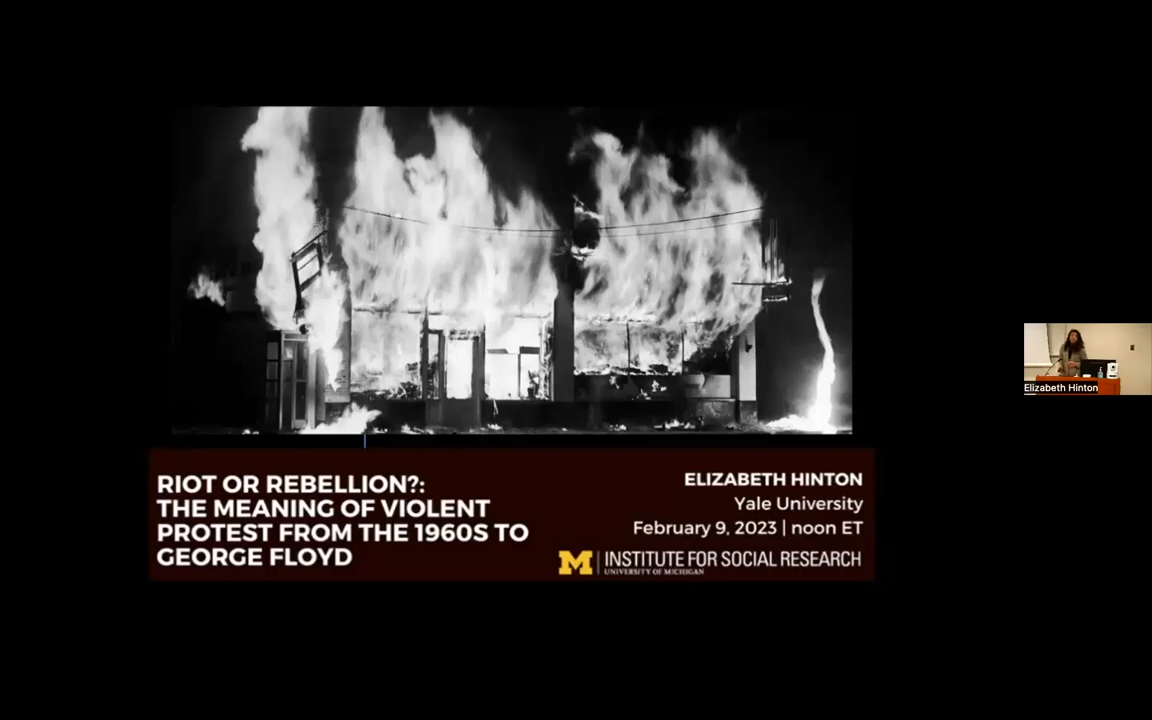 RIOT OR REBELLION?:
THE MEANING OF VIOLENT
PROTEST FROM THE 1960S TO
GEORGE FLOYD
ELIZABETH HINTON
Yale University
February 9, 2023 | noon ET
M | INSTITUTE FOR SOCIAL RESEARCH
UNIVERSITY OF MICHIGAN
Elizabeth Hinton